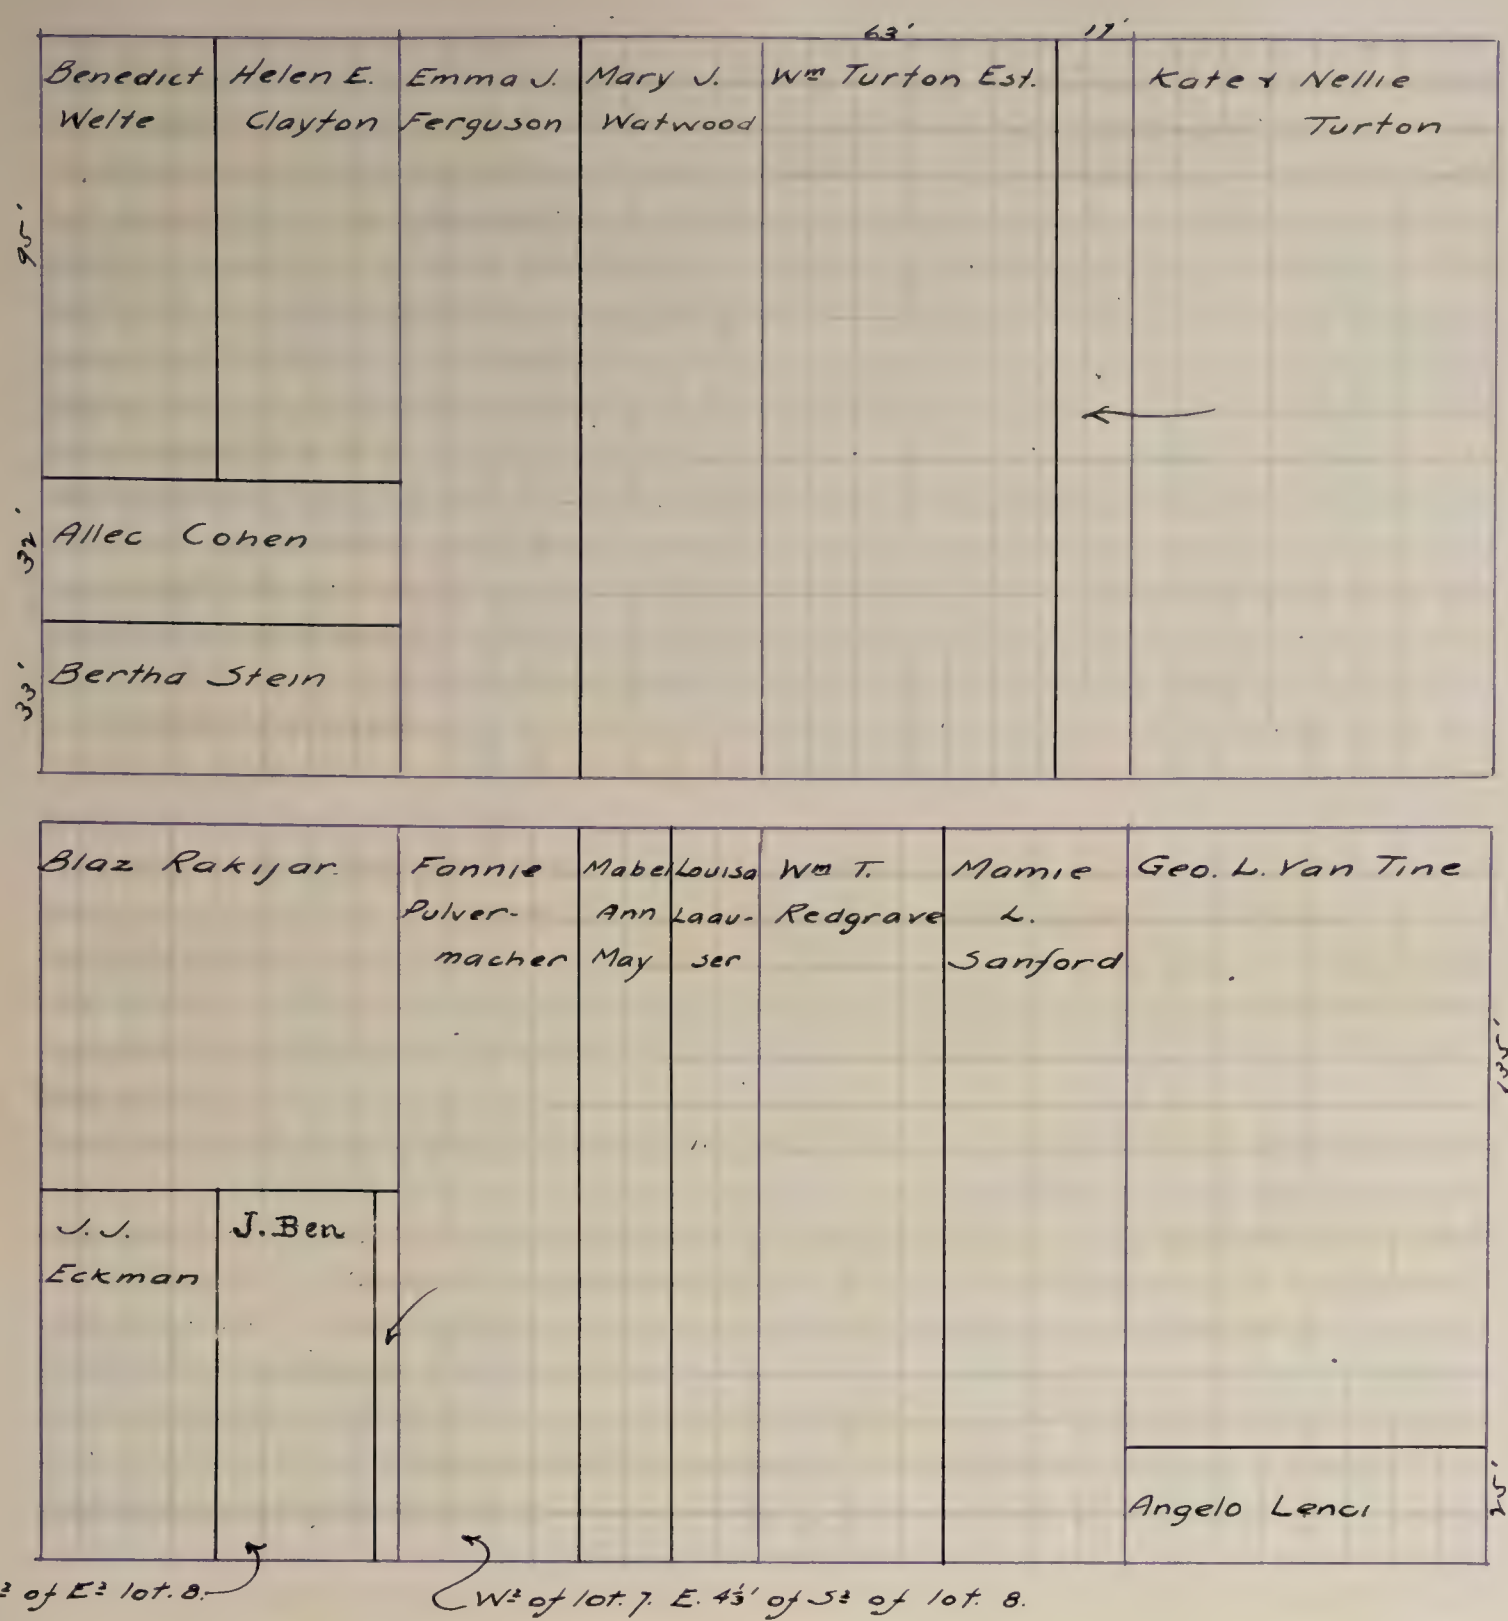 63' 17'
Benedict
Welte
Helen E.
Clayton
Emma J.
Ferguson
Mary J.
Watwood
Wm Turton Est.
Kate & Nellie
Turton
95'
32'
Allec Cohen
33'
Bertha Stein
Blaz Rakijar.
Fannie
Pulver-
macher
Mabel
Ann
May
Louisa
Laau-
ser
Wm T.
Redgrave
Mamie
L.
Sanford
Geo. L. Van Tine
135'
J. J.
Eckman
J. Ben
Angelo Lenci
25'
of E½ lot. 8.
W½ of lot. 7. E. 4⅓' of S½ of lot. 8.